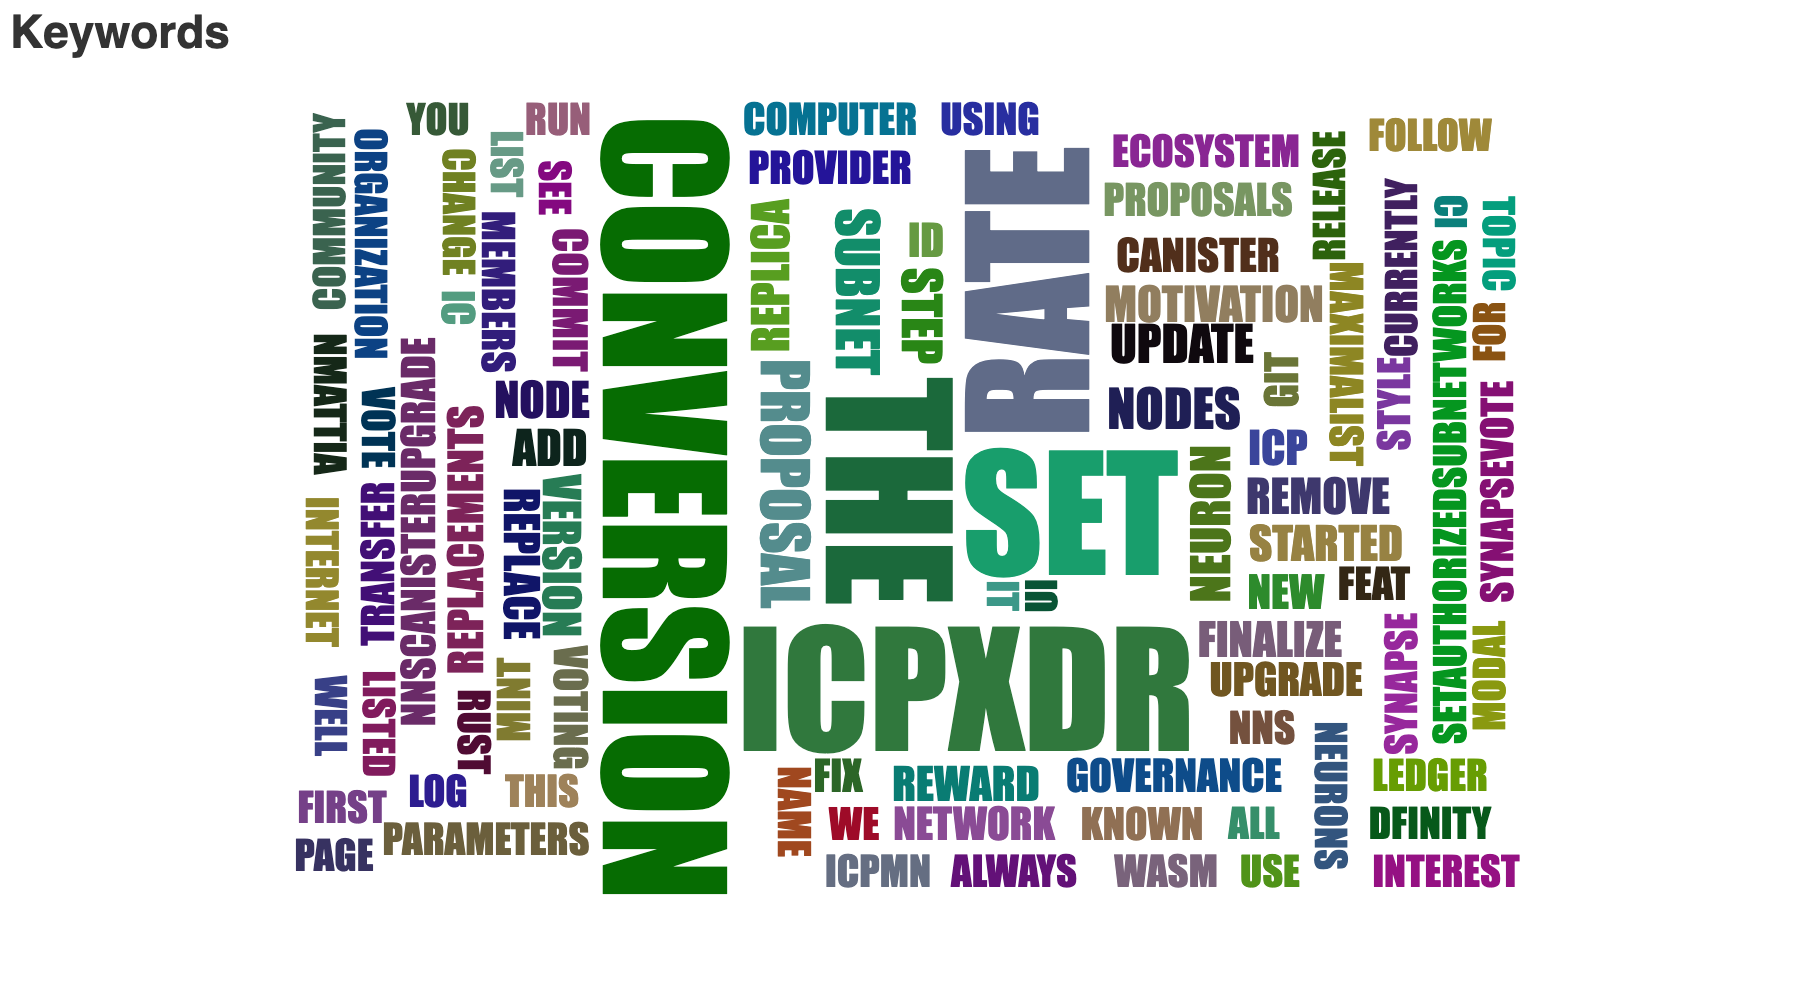 Keywords
YOU
RUN
COMPUTER
USING
COMMUNITY
ORGANIZATION
CHANGE
LIST
SEE
PROVIDER
ECOSYSTEM
RELEASE
FOLLOW
IC
MEMBERS
COMMIT
CONVERSION
REPLICA
SUBNET
ID
STEP
RATE
PROPOSALS
CANISTER
MOTIVATION
UPDATE
MAXIMALIST
CURRENTLY
CI
TOPIC
FOR
NMATTIA
VOTE
NNSCANISTERUPGRADE
NODE
ADD
PROPOSAL
THE
SET
NODES
GIT
STYLE
SETAUTHORIZEDSUBNETWORKS
SYNAPSEVOTE
INTERNET
TRANSFER
REPLACEMENTS
REPLACE
VERSION
IT
UI
NEURON
ICP
REMOVE
STARTED
NEW
FEAT
WELL
LISTED
RUST
MINT
VOTING
ICPXDR
FINALIZE
UPGRADE
NNS
NEURONS
SYNAPSE
MODAL
FIRST
LOG
THIS
PAGE
PARAMETERS
NAME
FIX
REWARD
GOVERNANCE
LEDGER
WE
NETWORK
KNOWN
ALL
DFINITY
ICPMN
ALWAYS
WASM
USE
INTEREST